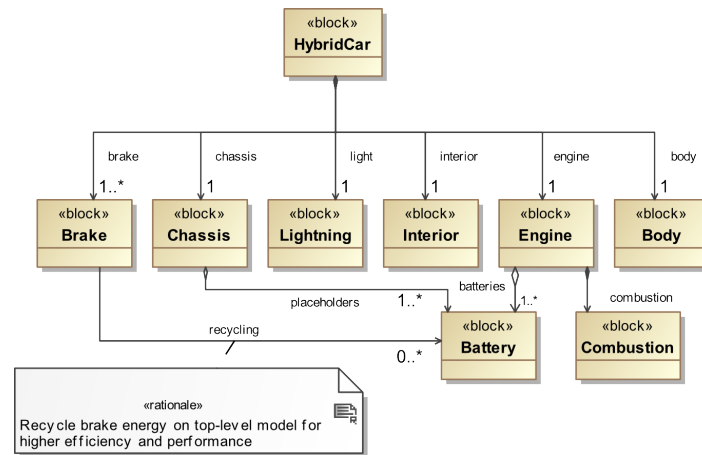 «block»
HybridCar
brake
chassis
light
interior
engine
body
1..*
1
1
1
1
1
«block»
Brake
«block»
Chassis
«block»
Lightning
«block»
Interior
«block»
Engine
«block»
Body
placeholders
1..*
batteries
1..*
combustion
recycling
0..*
«block»
Battery
«block»
Combustion
«rationale»
Recycle brake energy on top-level model for
higher efficiency and performance
R